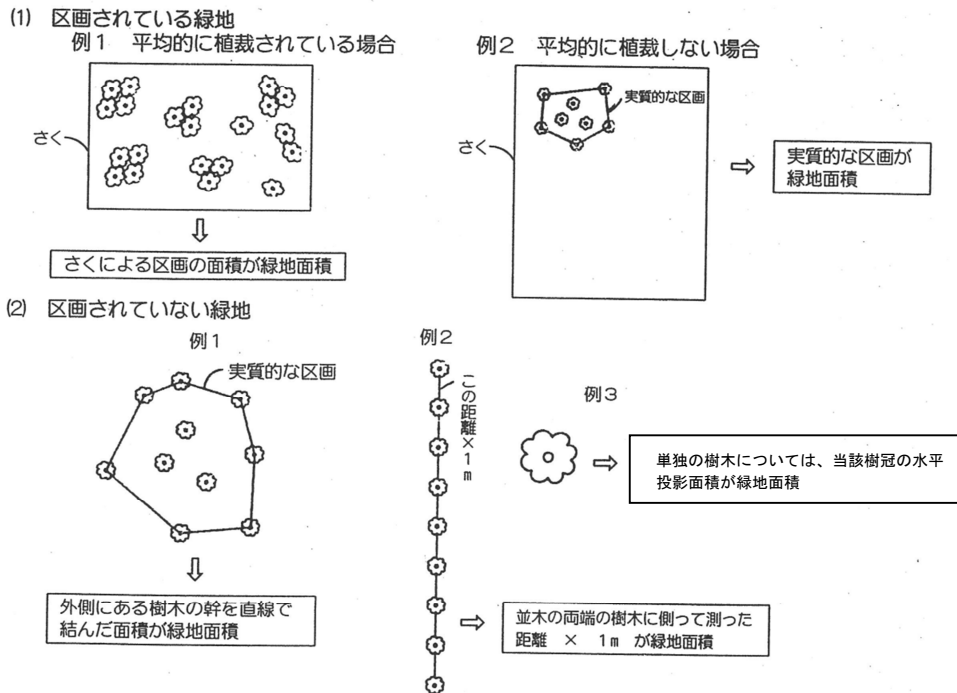 (1) 区画されている緑地
例1 平均的に植裁されている場合
さく
さくによる区画の面積が緑地面積
例2 平均的に植裁しない場合
実質的な区画
さく
実質的な区画が
緑地面積
(2) 区画されていない緑地
例1
実質的な区画
外側にある樹木の幹を直線で
結んだ面積が緑地面積
例2
この距離×1m
並木の両端の樹木に側って測った
距離 × 1m が緑地面積
例3
単独の樹木については、当該樹冠の水平
投影面積が緑地面積